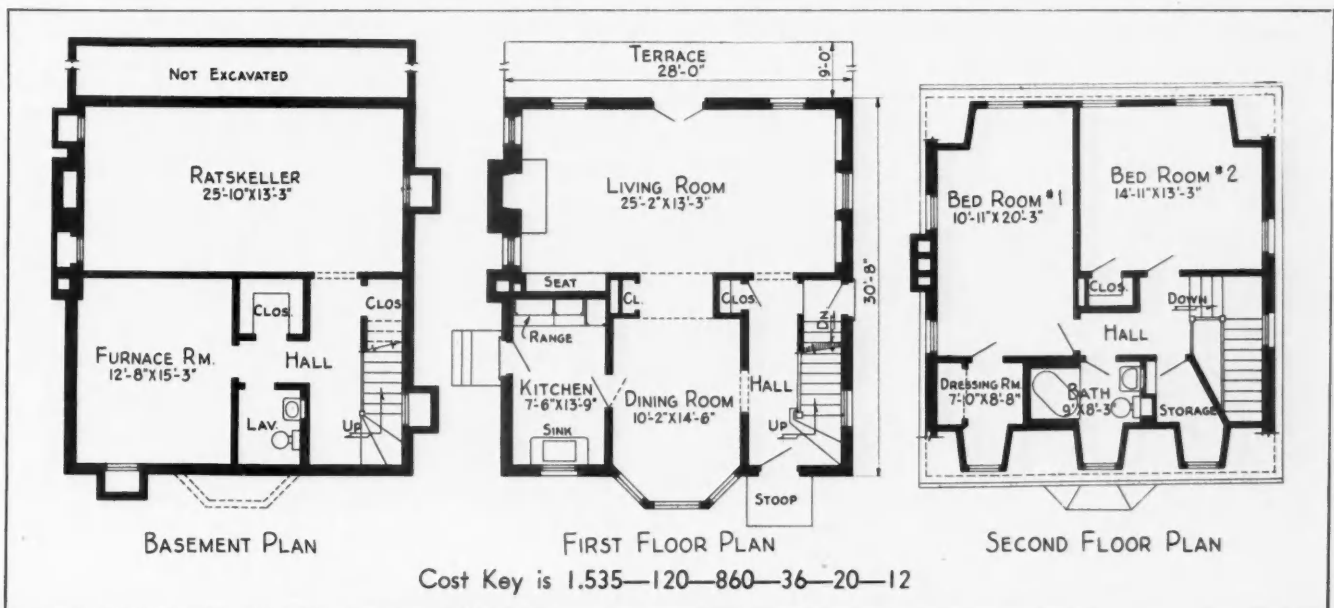 NOT EXCAVATED
RATSKELLER
25'-10"X13'-3"
FURNACE RM.
12'-8"X15'-3"
CLOS.
CLOS.
HALL
LAV.
UP
BASEMENT PLAN
TERRACE
28'-0"
9'-0"
LIVING ROOM
25'-2"X13'-3"
30'-8"
SEAT
CL.
CLOS.
DN.
RANGE
KITCHEN
7'-6"X13'-9"
DINING ROOM
10'-2"X14'-6"
HALL
SINK
UP
STOOP
FIRST FLOOR PLAN
BED ROOM #1
10'-11"X20'-3"
BED ROOM #2
14'-11"X13'-3"
CLOS.
DOWN
HALL
DRESSING RM.
7'-0"X8'-8"
BATH
9'X8'-3"
STORAGE
SECOND FLOOR PLAN
Cost Key is 1.535—120—860—36—20—12